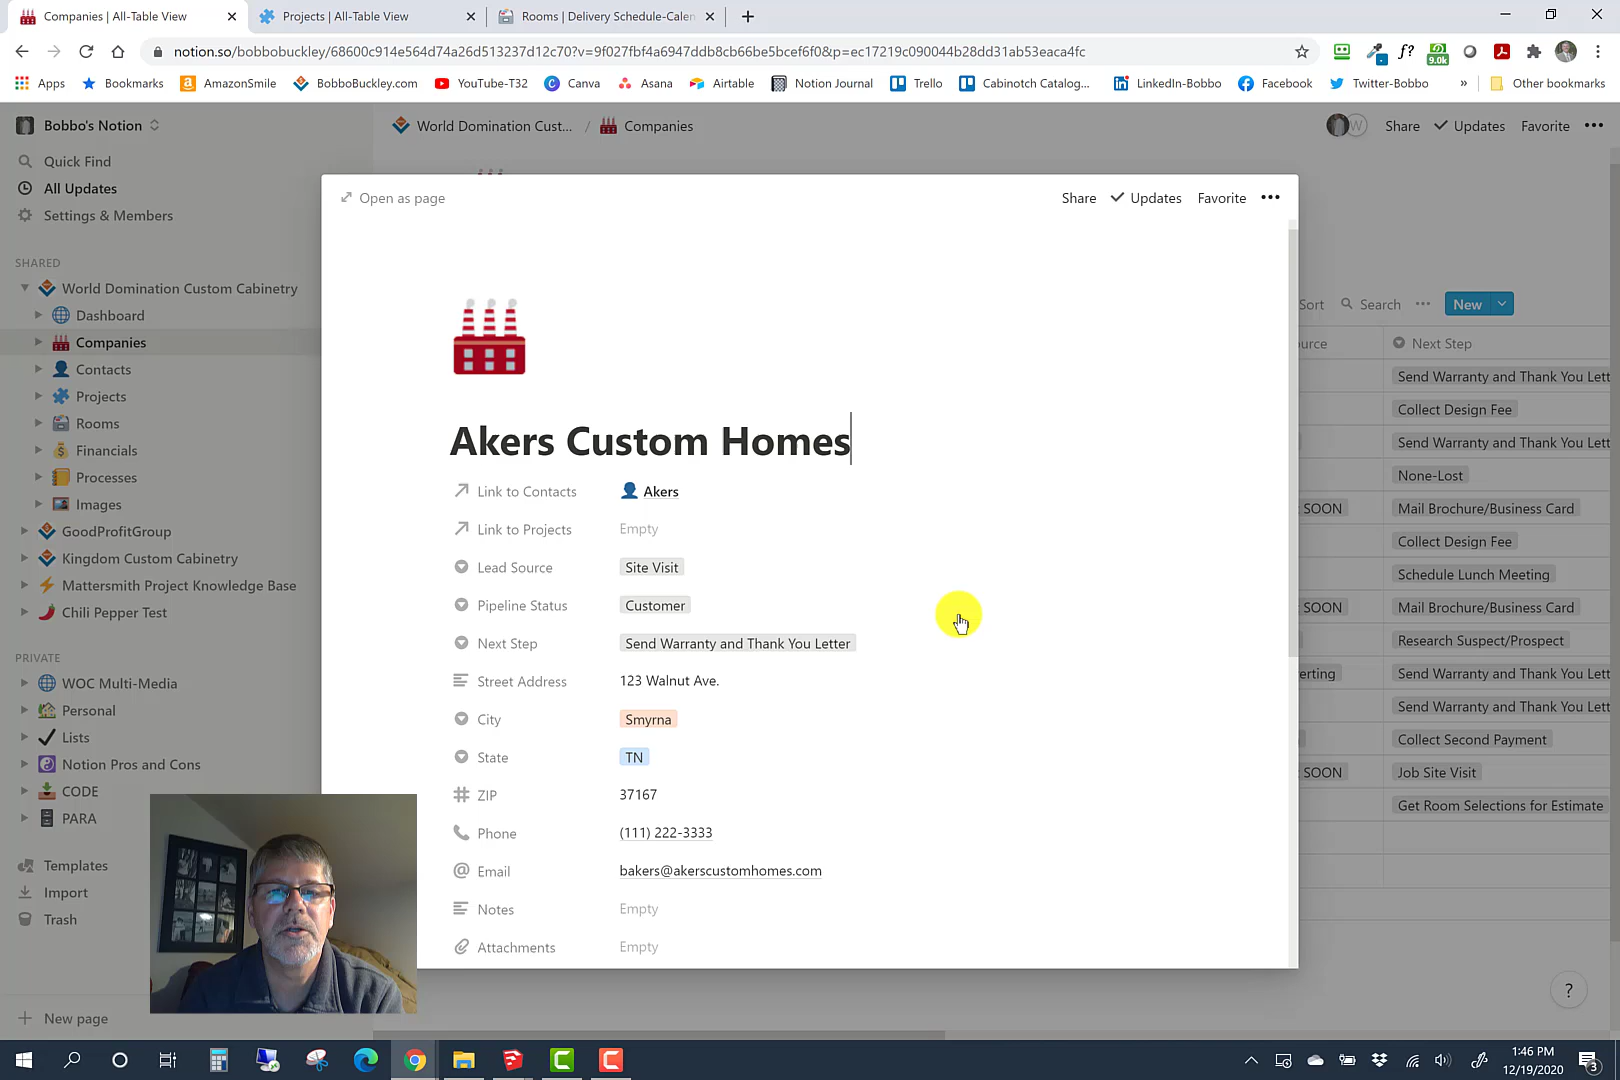 Companies | All-Table View
Projects | All-Table View
Rooms | Delivery Schedule-Calen
notion.so/bobbobuckley/68600c914e564d74a26d513237d12c70?v=9f027fbf4a6947ddb8cb66be5bcef6f0&p=ec17219c090044b28dd31ab53eaca4fc
f?
9.0k
Apps
Bookmarks
AmazonSmile
BobboBuckley.com
YouTube-T32
Canva
Asana
Airtable
Notion Journal
Trello
Cabinotch Catalog...
LinkedIn-Bobbo
Facebook
Twitter-Bobbo
»
Other bookmarks
Bobbo's Notion
World Domination Cust... / Companies
W
Share
Updates
Favorite
Quick Find
All Updates
Settings & Members
SHARED
World Domination Custom Cabinetry
Dashboard
Companies
Contacts
Projects
Rooms
Financials
Processes
Images
GoodProfitGroup
Kingdom Custom Cabinetry
Mattersmith Project Knowledge Base
Chili Pepper Test
PRIVATE
WOC Multi-Media
Personal
Lists
Notion Pros and Cons
CODE
PARA
Templates
Import
Trash
New page
Open as page
Share
Updates
Favorite
Akers Custom Homes
Link to Contacts Akers
Link to Projects Empty
Lead Source Site Visit
Pipeline Status Customer
Next Step Send Warranty and Thank You Letter
Street Address 123 Walnut Ave.
City Smyrna
State TN
ZIP 37167
Phone (111) 222-3333
Email bakers@akerscustomhomes.com
Notes Empty
Attachments Empty
Sort
Search
New
urce Next Step
Send Warranty and Thank You Lett
Collect Design Fee
Send Warranty and Thank You Lett
None-Lost
SOON Mail Brochure/Business Card
Collect Design Fee
Schedule Lunch Meeting
SOON Mail Brochure/Business Card
Research Suspect/Prospect
erting Send Warranty and Thank You Lett
Send Warranty and Thank You Lett
Collect Second Payment
SOON Job Site Visit
Get Room Selections for Estimate
?
1:46 PM
12/19/2020
3